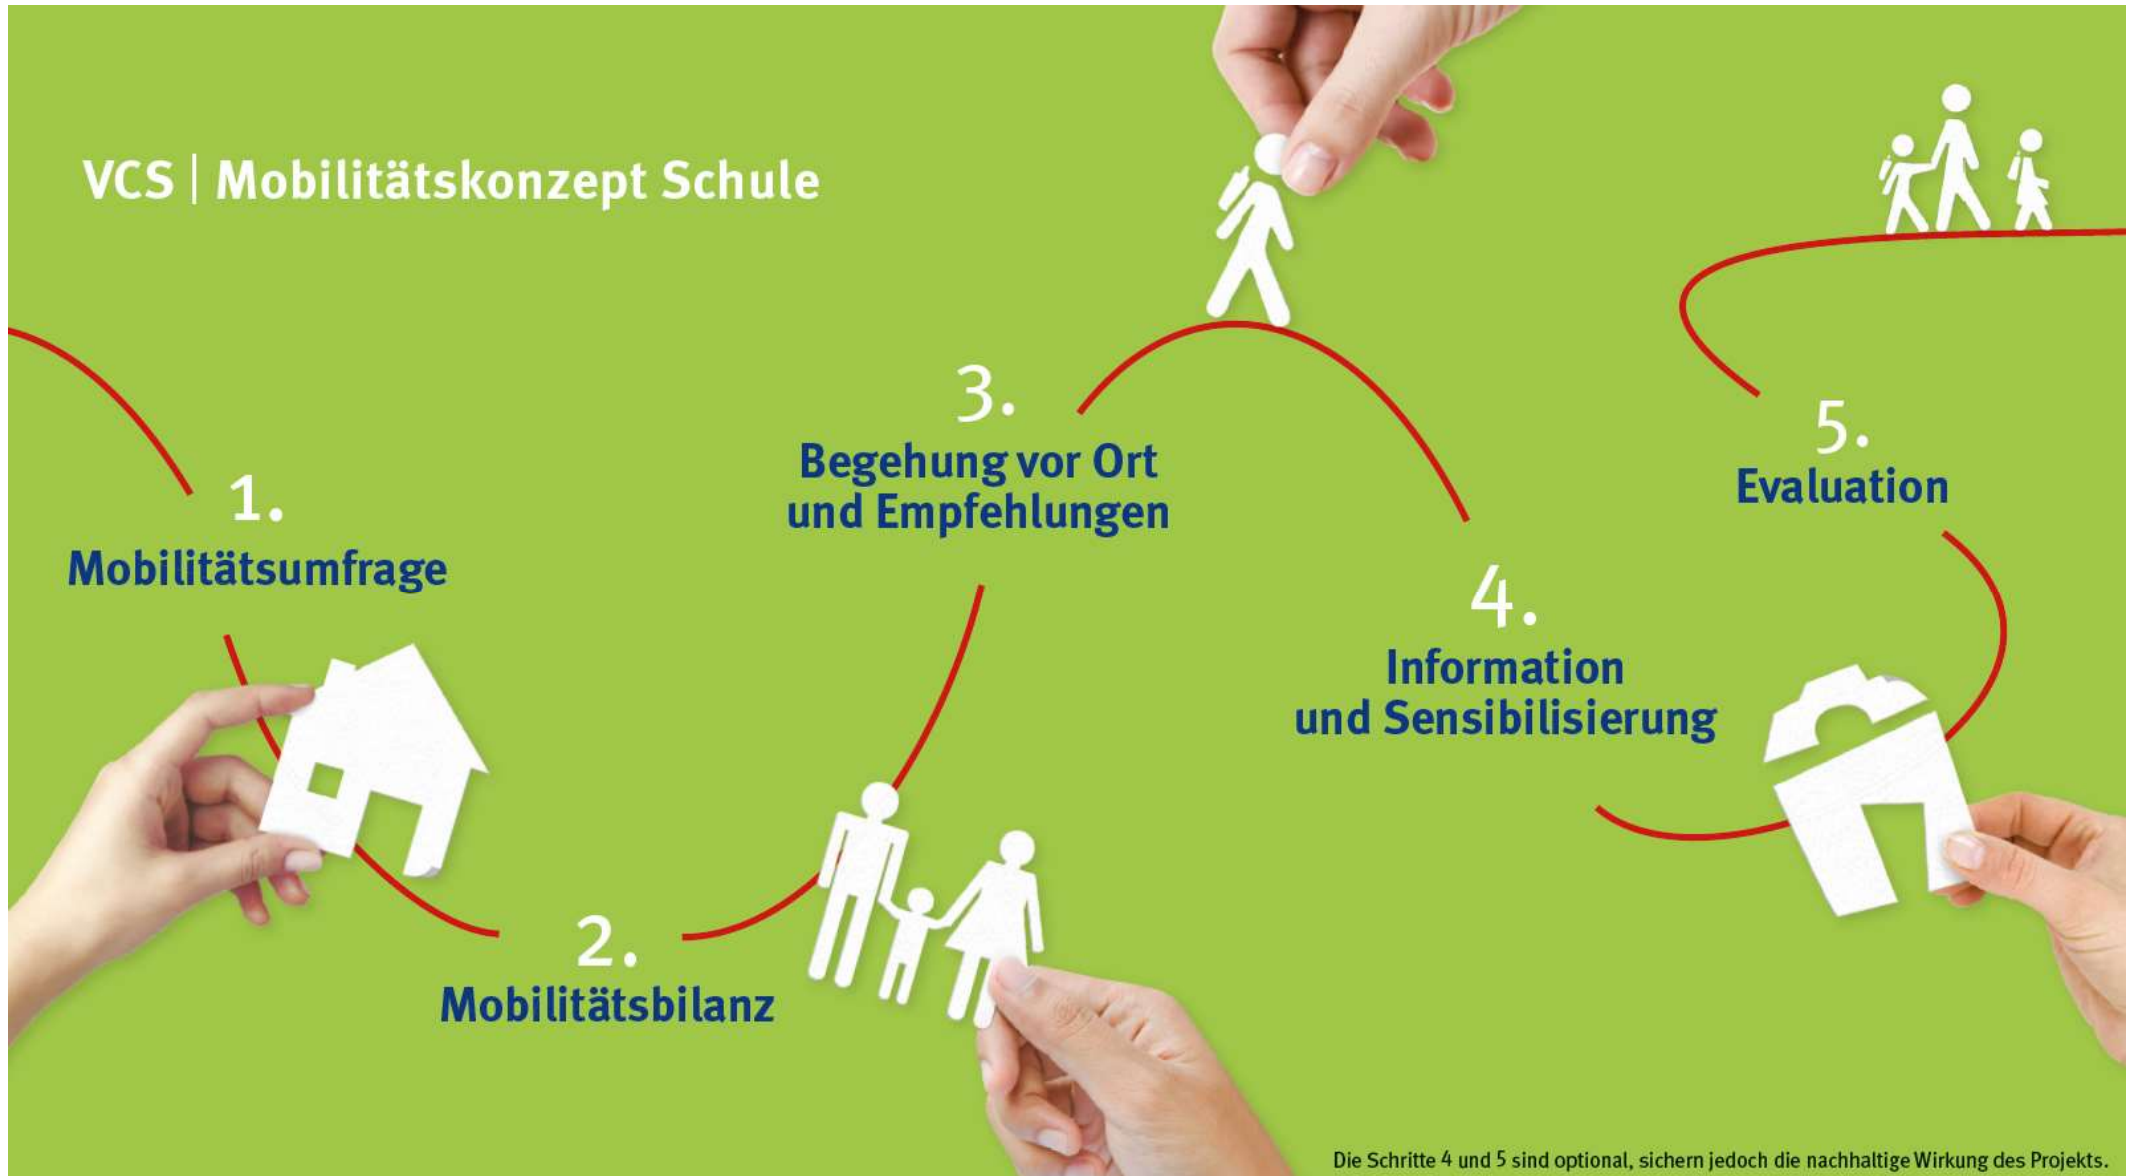 VCS | Mobilitätskonzept Schule
1.
Mobilitätsumfrage
2.
Mobilitätsbilanz
3.
Begehung vor Ort
und Empfehlungen
4.
Information
und Sensibilisierung
5.
Evaluation
Die Schritte 4 und 5 sind optional, sichern jedoch die nachhaltige Wirkung des Projekts.